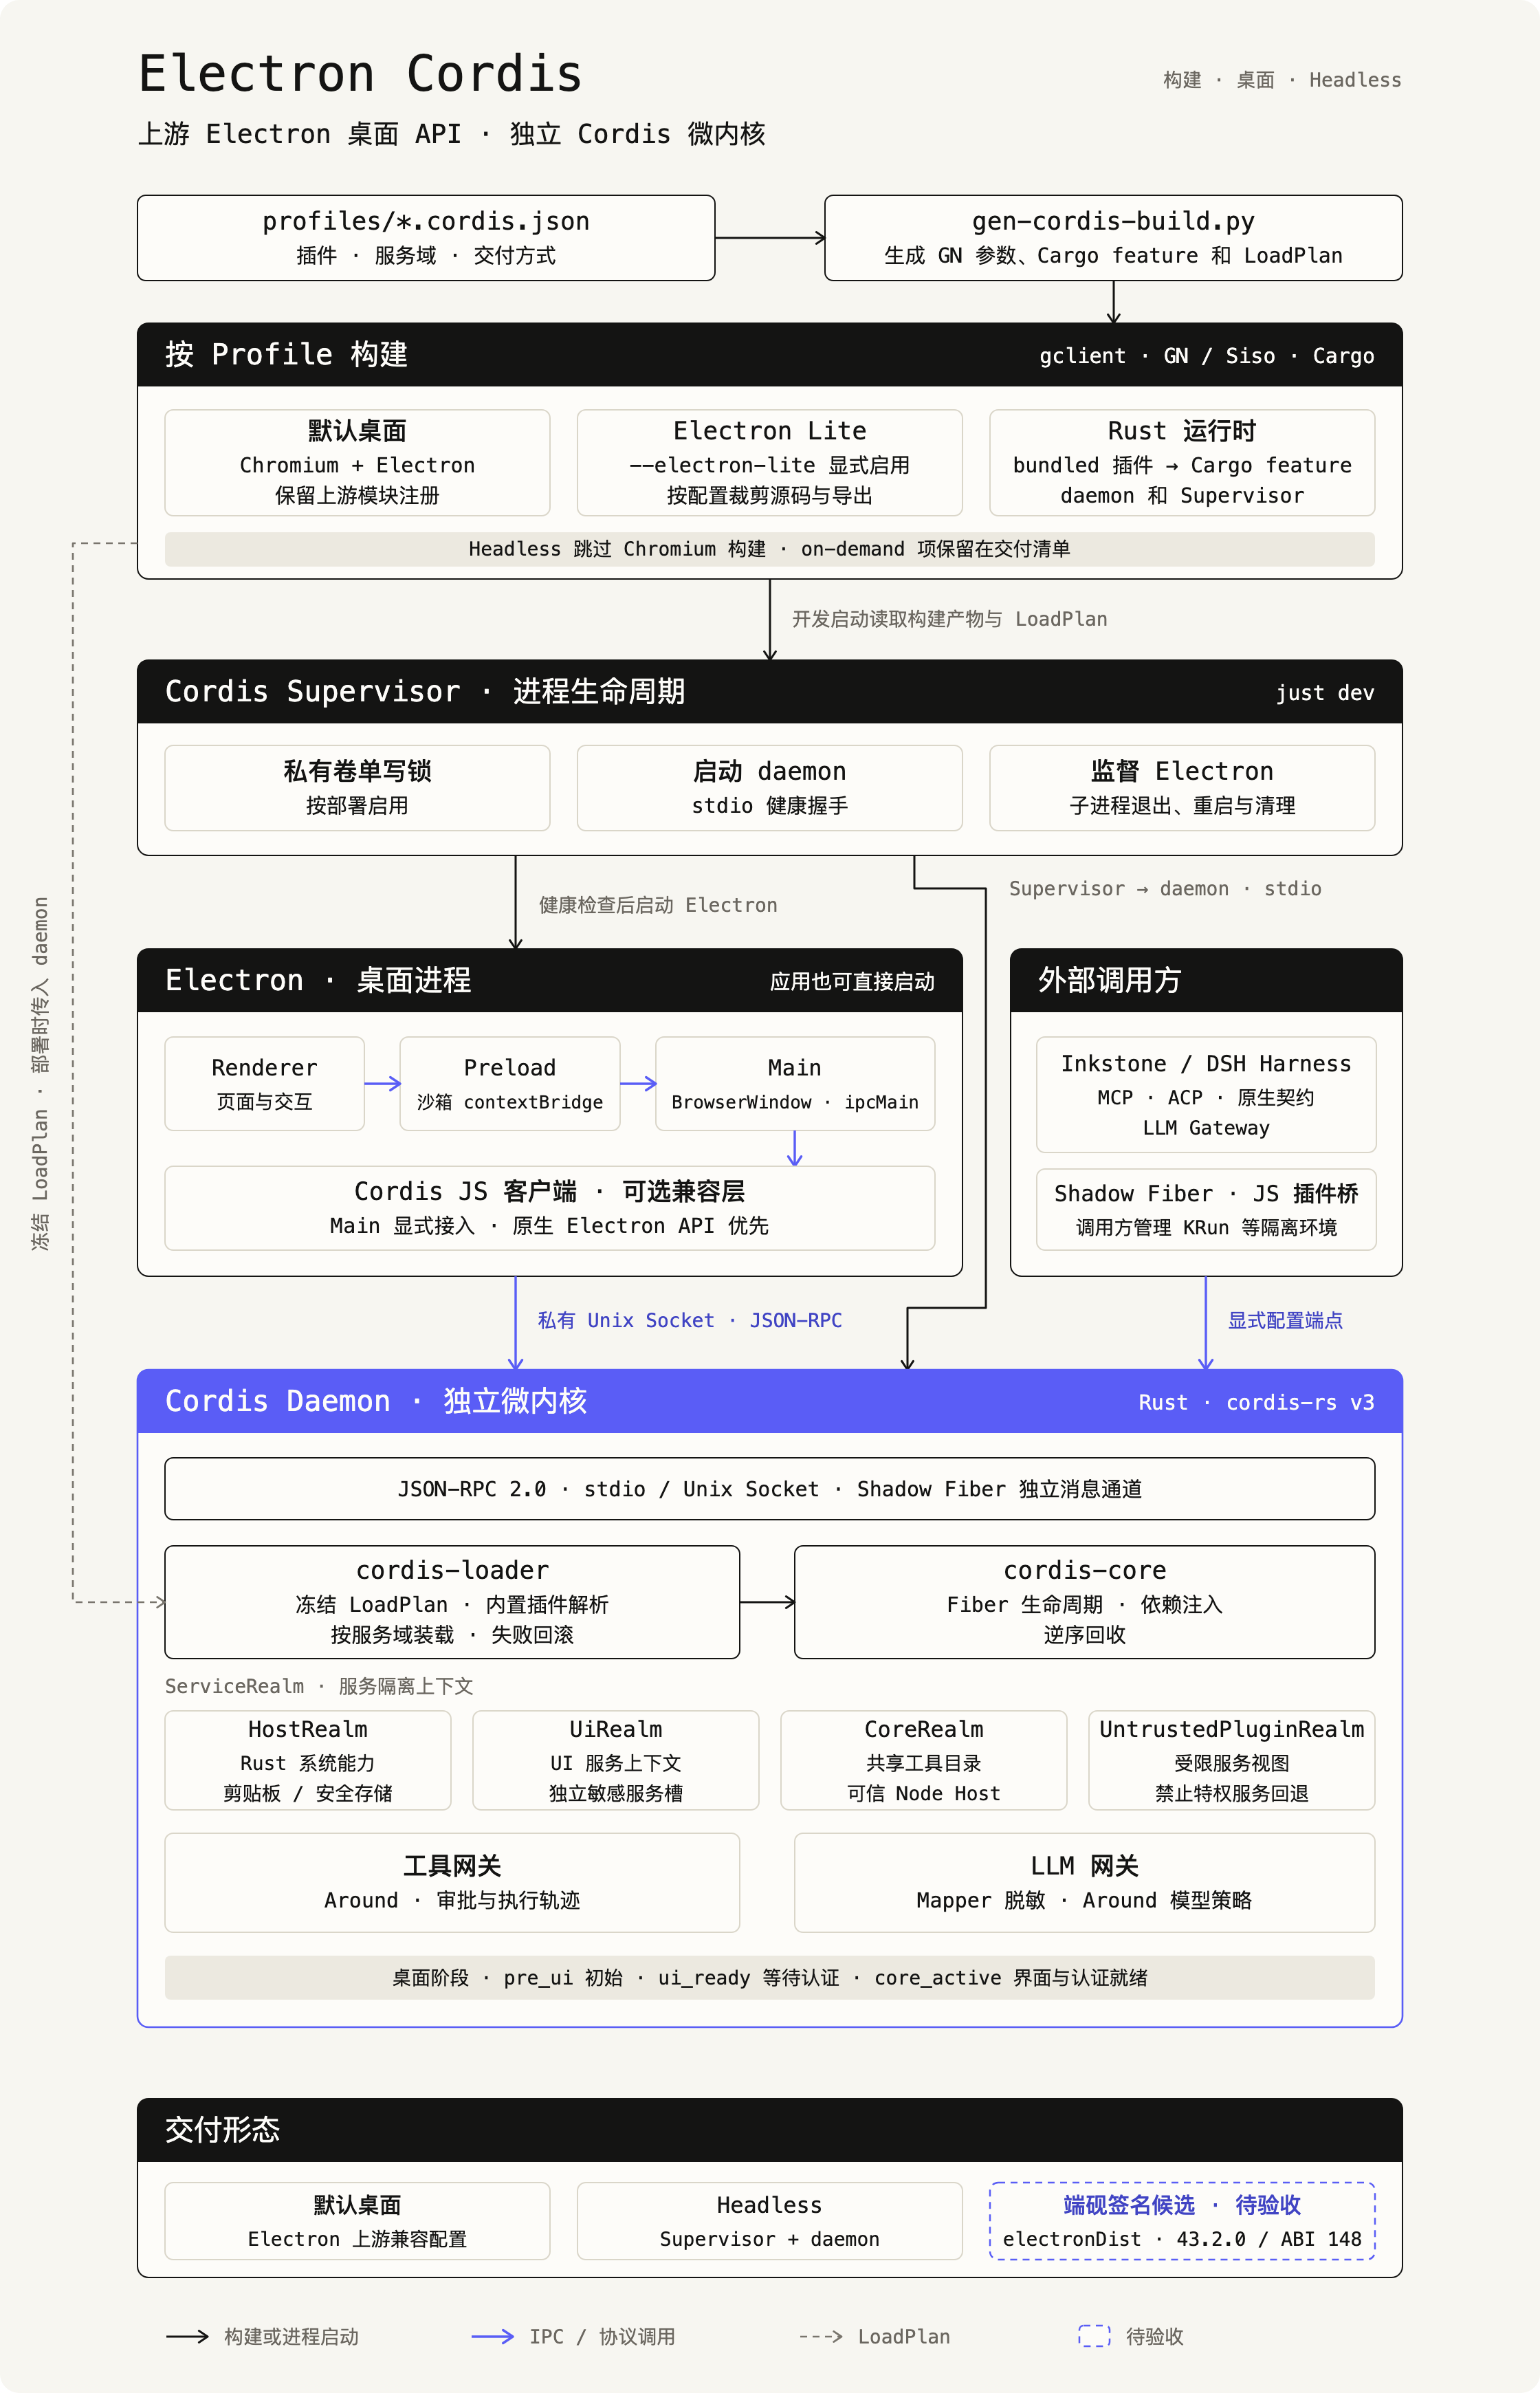 Electron Cordis
构建 · 桌面 · Headless
上游 Electron 桌面 API · 独立 Cordis 微内核
profiles/*.cordis.json
插件 · 服务域 · 交付方式
gen-cordis-build.py
生成 GN 参数、Cargo feature 和 LoadPlan
按 Profile 构建
gclient · GN / Siso · Cargo
默认桌面
Chromium + Electron
保留上游模块注册
Electron Lite
--electron-lite 显式启用
按配置裁剪源码与导出
Rust 运行时
bundled 插件 → Cargo feature
daemon 和 Supervisor
Headless 跳过 Chromium 构建 · on-demand 项保留在交付清单
开发启动读取构建产物与 LoadPlan
Cordis Supervisor · 进程生命周期
just dev
私有卷单写锁
按部署启用
启动 daemon
stdio 健康握手
监督 Electron
子进程退出、重启与清理
健康检查后启动 Electron
Supervisor → daemon · stdio
冻结 LoadPlan · 部署时传入 daemon
Electron · 桌面进程
应用也可直接启动
Renderer
页面与交互
Preload
沙箱 contextBridge
Main
BrowserWindow · ipcMain
Cordis JS 客户端 · 可选兼容层
Main 显式接入 · 原生 Electron API 优先
外部调用方
Inkstone / DSH Harness
MCP · ACP · 原生契约
LLM Gateway
Shadow Fiber · JS 插件桥
调用方管理 KRun 等隔离环境
私有 Unix Socket · JSON-RPC
显式配置端点
Cordis Daemon · 独立微内核
Rust · cordis-rs v3
JSON-RPC 2.0 · stdio / Unix Socket · Shadow Fiber 独立消息通道
cordis-loader
冻结 LoadPlan · 内置插件解析
按服务域装载 · 失败回滚
cordis-core
Fiber 生命周期 · 依赖注入
逆序回收
ServiceRealm · 服务隔离上下文
HostRealm
Rust 系统能力
剪贴板 / 安全存储
UiRealm
UI 服务上下文
独立敏感服务槽
CoreRealm
共享工具目录
可信 Node Host
UntrustedPluginRealm
受限服务视图
禁止特权服务回退
工具网关
Around · 审批与执行轨迹
LLM 网关
Mapper 脱敏 · Around 模型策略
桌面阶段 · pre_ui 初始 · ui_ready 等待认证 · core_active 界面与认证就绪
交付形态
默认桌面
Electron 上游兼容配置
Headless
Supervisor + daemon
端砚签名候选 · 待验收
electronDist · 43.2.0 / ABI 148
构建或进程启动
IPC / 协议调用
LoadPlan
待验收